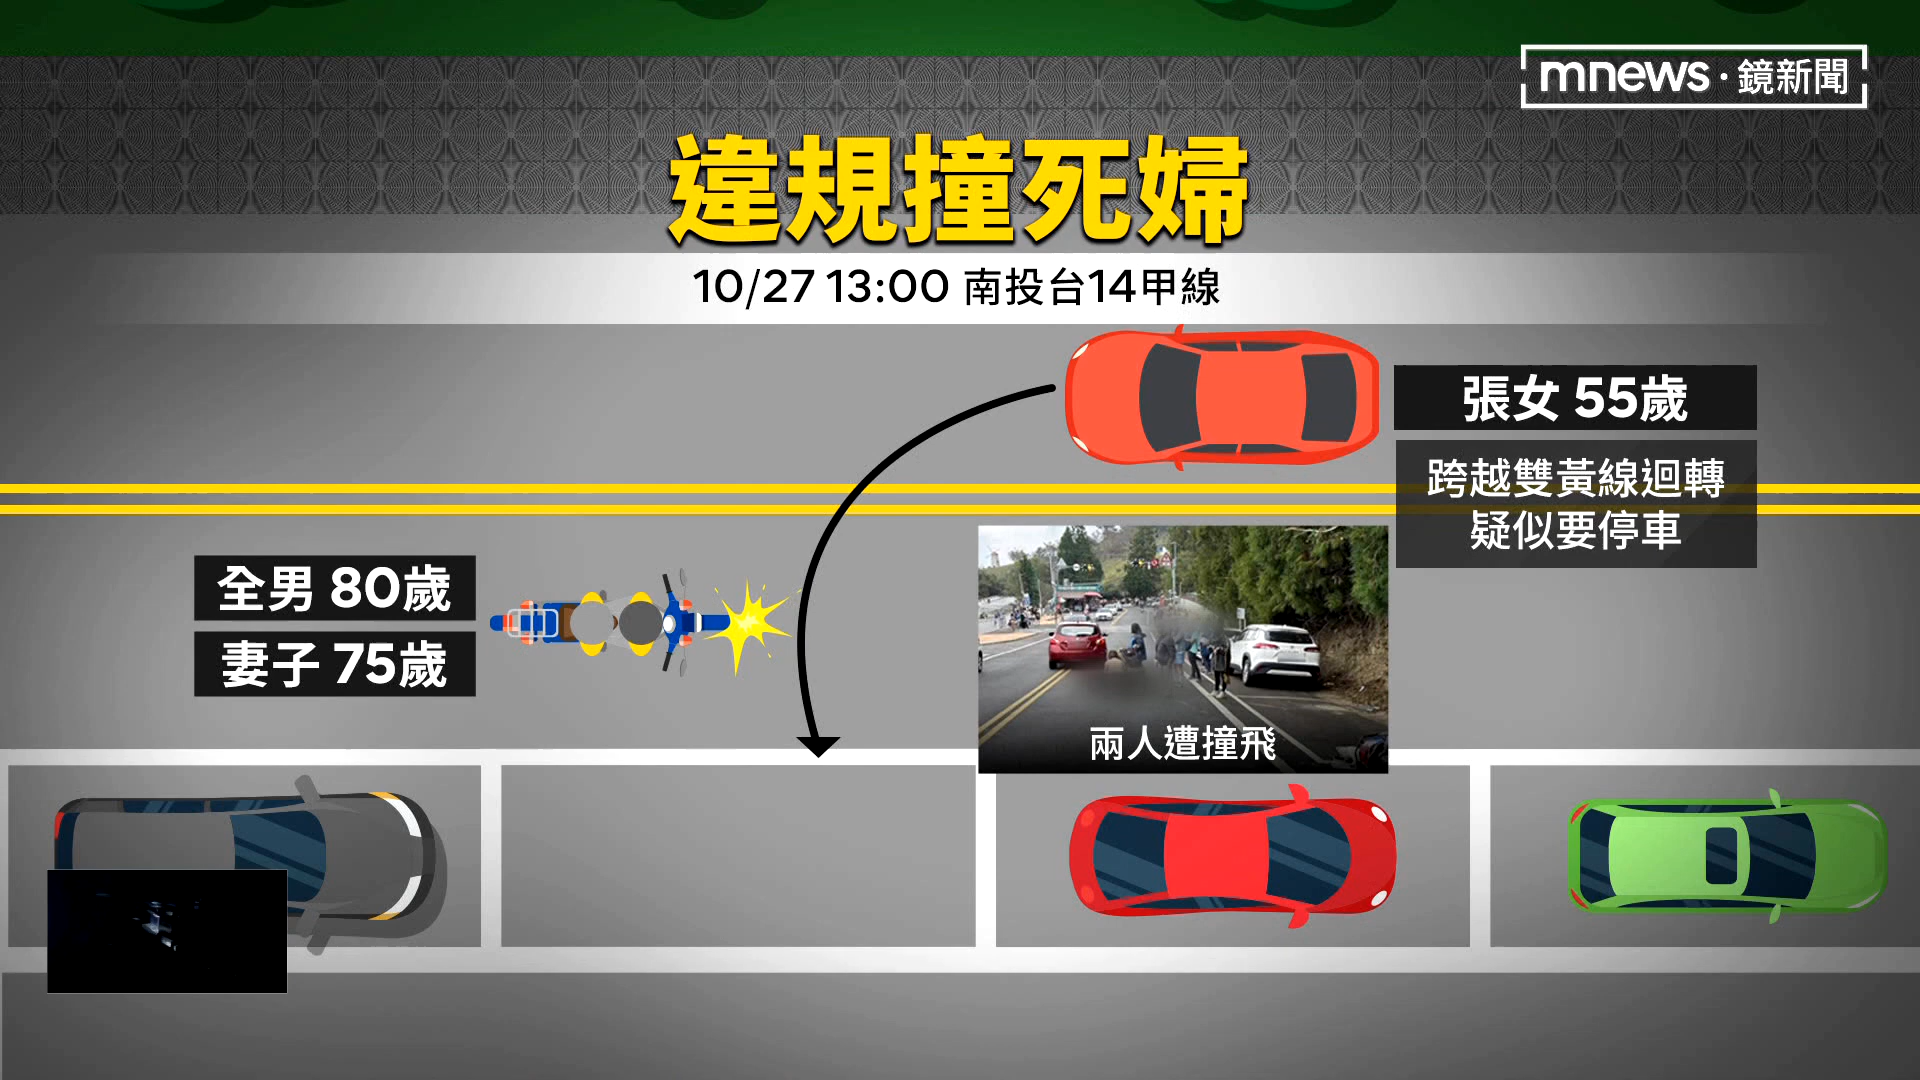 mnews·鏡新聞
違規撞死婦
10/27 13:00 南投台14甲線
張女 55歲
跨越雙黃線迴轉
疑似要停車
全男 80歲
妻子 75歲
兩人遭撞飛